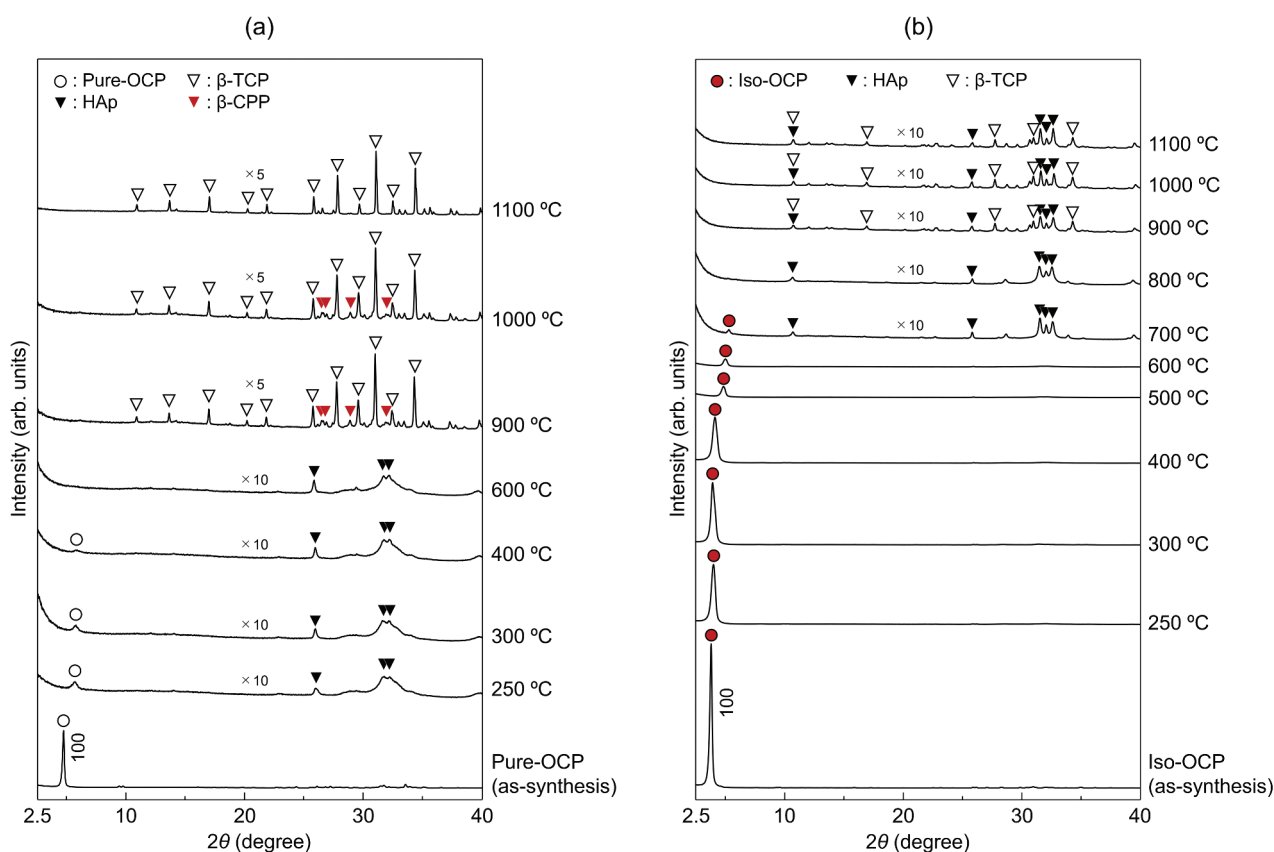 (a)
: Pure-OCP
: β-TCP
: HAp
: β-CPP
× 5
1100 ºC
× 5
1000 ºC
× 5
900 ºC
× 10
600 ºC
× 10
400 ºC
× 10
300 ºC
× 10
250 ºC
100
Pure-OCP
(as-synthesis)
Intensity (arb. units)
2.5 10 20 30 40
2θ (degree)
(b)
: Iso-OCP
: HAp
: β-TCP
× 10
1100 ºC
× 10
1000 ºC
× 10
900 ºC
× 10
800 ºC
× 10
700 ºC
600 ºC
500 ºC
400 ºC
300 ºC
250 ºC
100
Iso-OCP
(as-synthesis)
Intensity (arb. units)
2.5 10 20 30 40
2θ (degree)